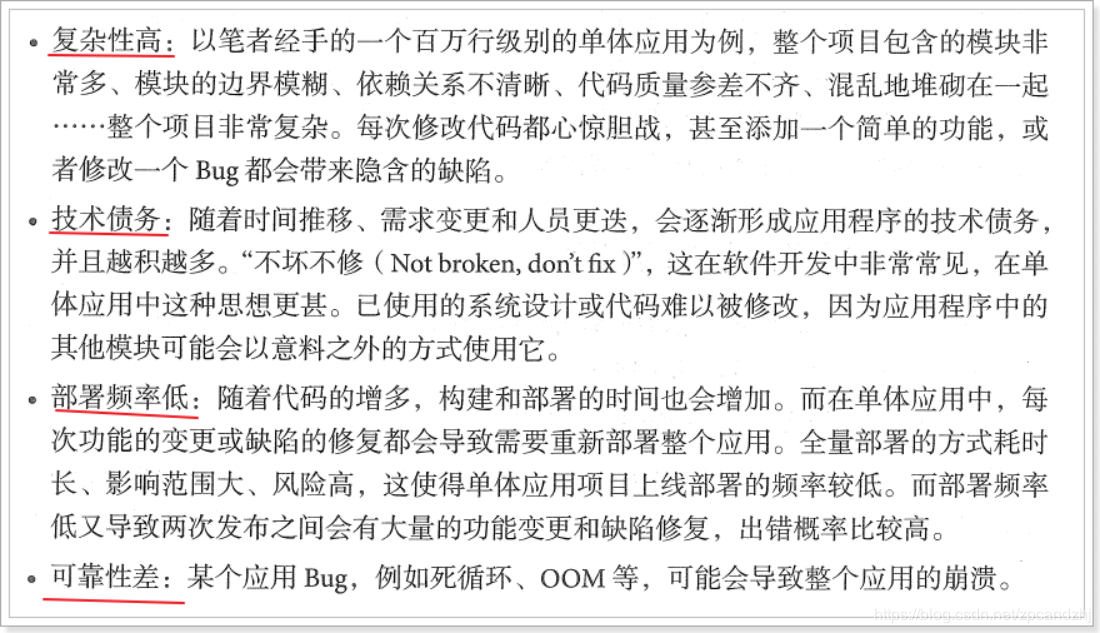 • 复杂性高：以笔者经手的一个百万行级别的单体应用为例，整个项目包含的模块非
常多、模块的边界模糊、依赖关系不清晰、代码质量参差不齐、混乱地堆砌在一起
……整个项目非常复杂。每次修改代码都心惊胆战，甚至添加一个简单的功能，或
者修改一个 Bug 都会带来隐含的缺陷。
• 技术债务：随着时间推移、需求变更和人员更迭，会逐渐形成应用程序的技术债务，
并且越积越多。“不坏不修（Not broken, don’t fix）”，这在软件开发中非常常见，在单
体应用中这种思想更甚。已使用的系统设计或代码难以被修改，因为应用程序中的
其他模块可能会以意料之外的方式使用它。
• 部署频率低：随着代码的增多，构建和部署的时间也会增加。而在单体应用中，每
次功能的变更或缺陷的修复都会导致需要重新部署整个应用。全量部署的方式耗时
长、影响范围大、风险高，这使得单体应用项目上线部署的频率较低。而部署频率
低又导致两次发布之间会有大量的功能变更和缺陷修复，出错概率比较高。
• 可靠性差：某个应用 Bug，例如死循环、OOM 等，可能会导致整个应用的崩溃。
https://blog.csdn.net/zpcandzhj